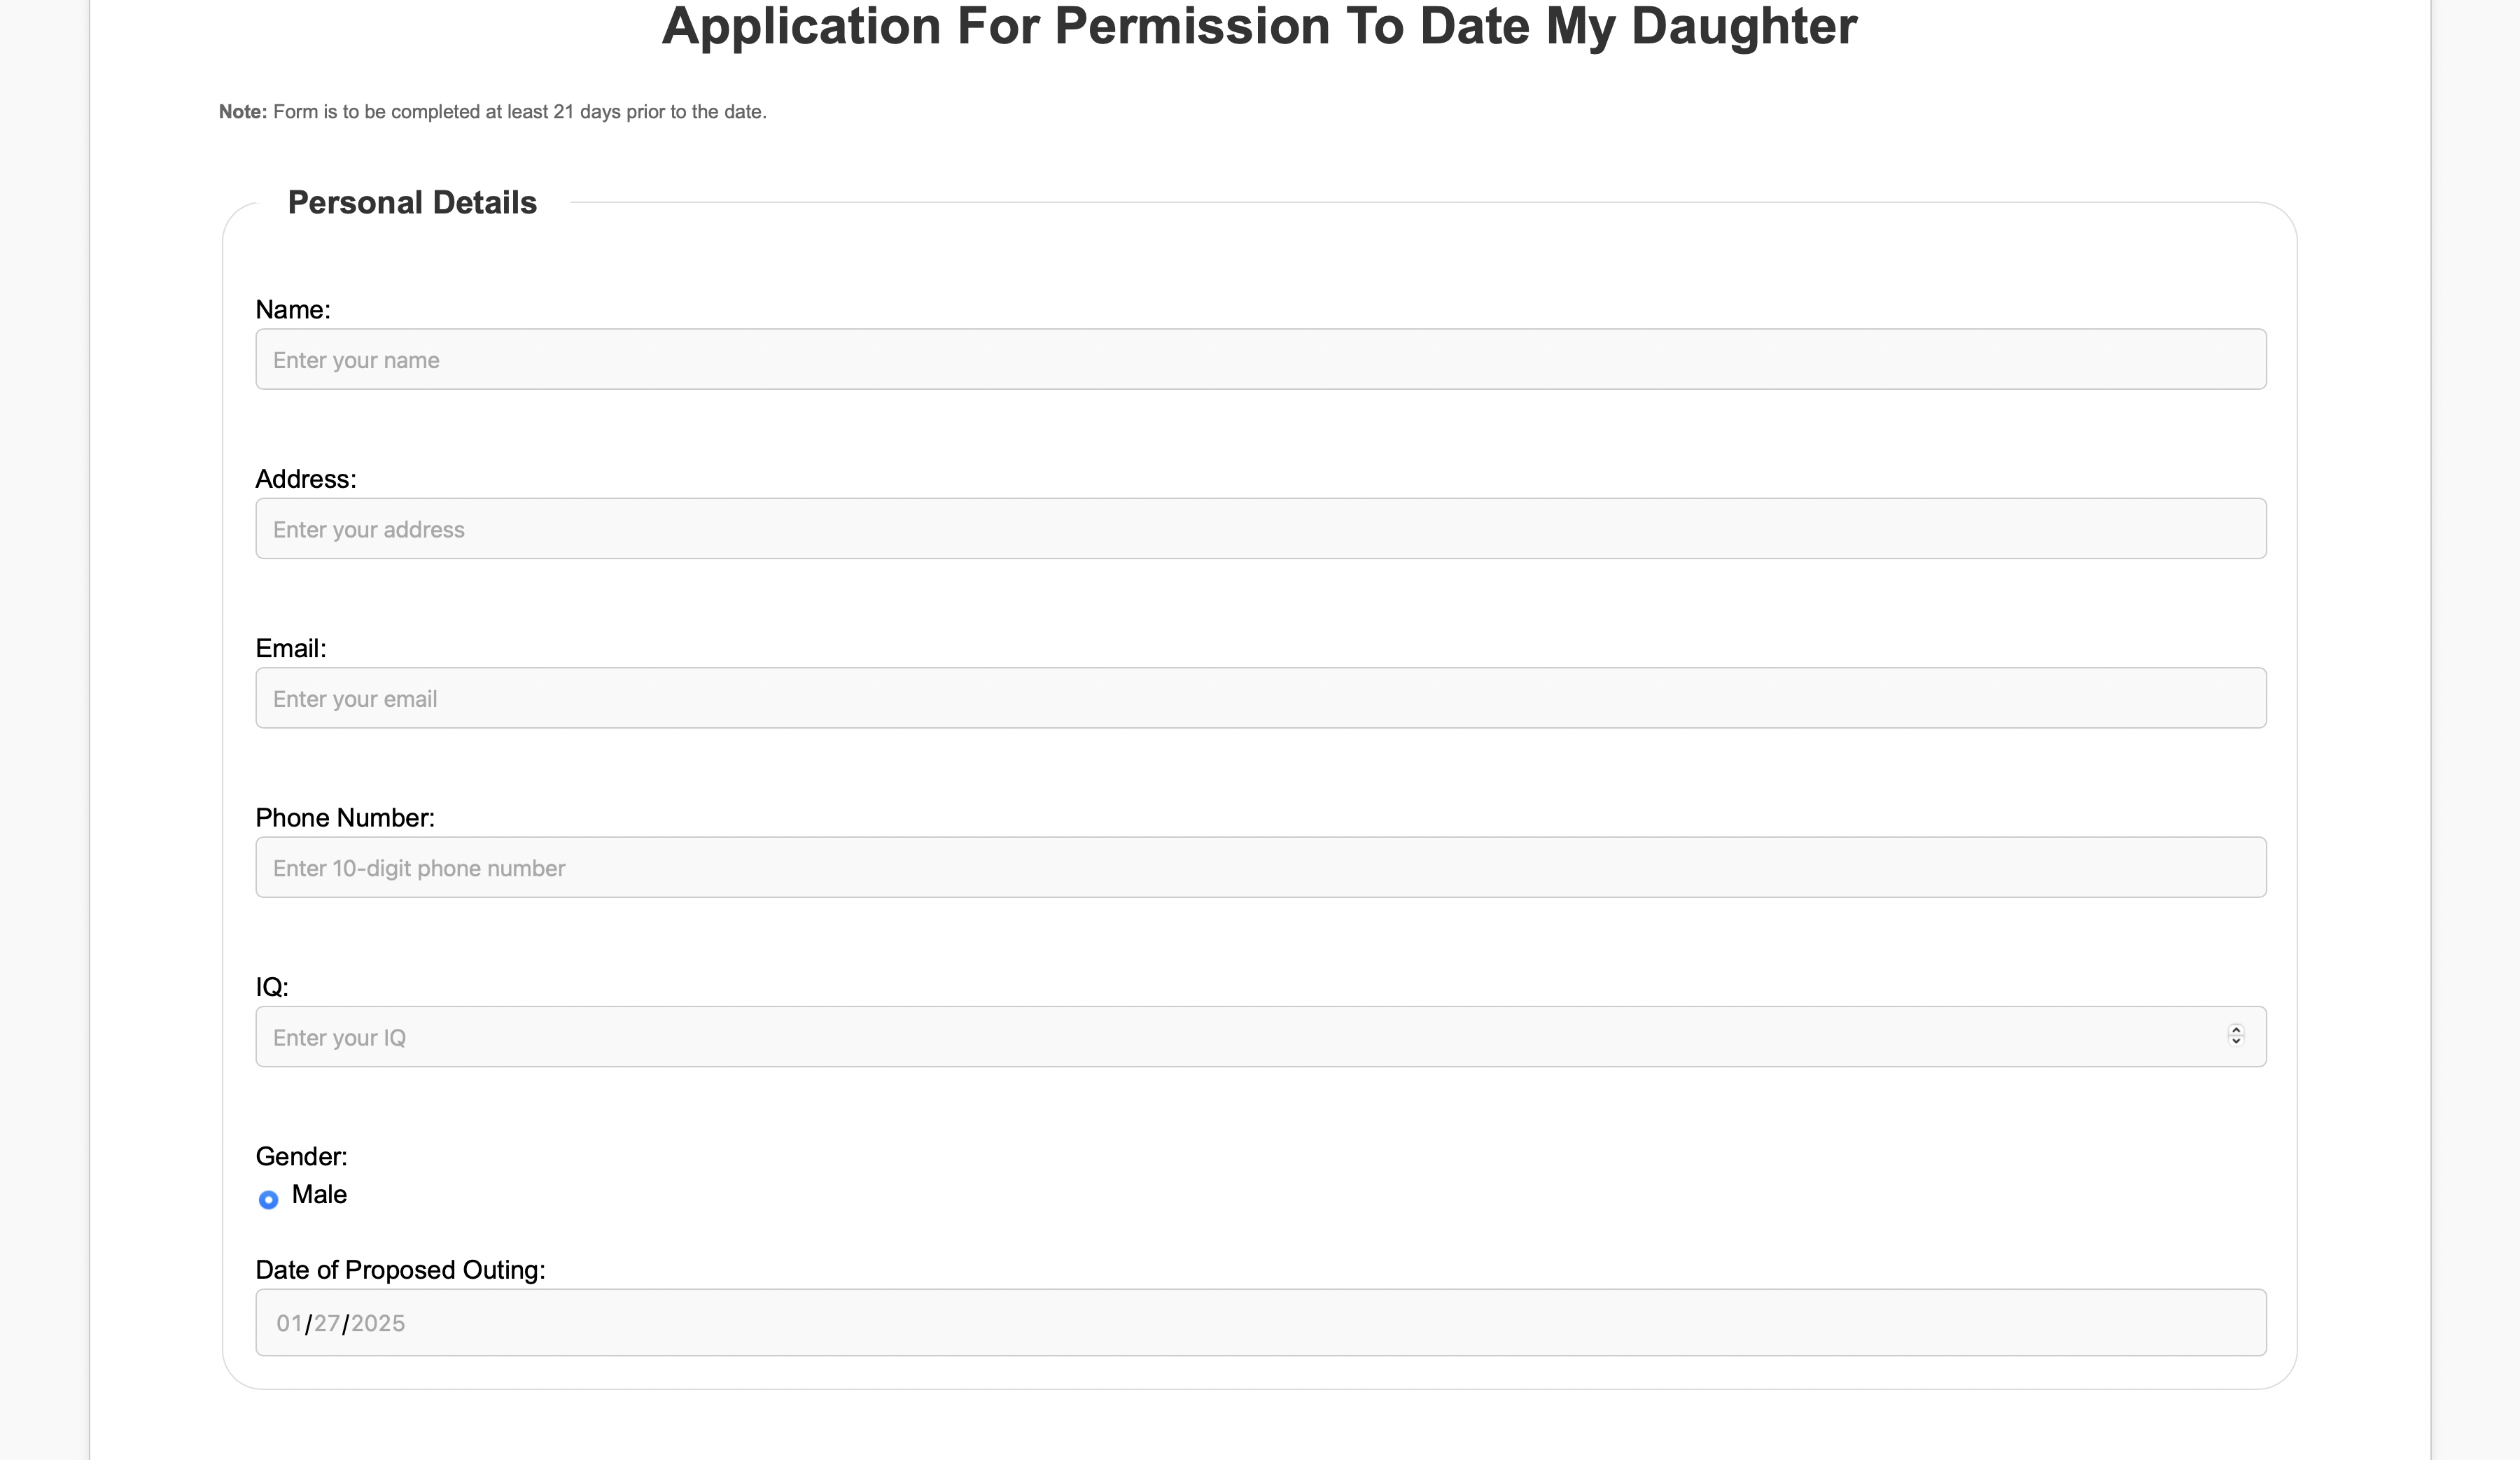 Application For Permission To Date My Daughter
Note: Form is to be completed at least 21 days prior to the date.
Personal Details
Name:
Enter your name
Address:
Enter your address
Email:
Enter your email
Phone Number:
Enter 10-digit phone number
IQ:
Enter your IQ
Gender:
Male
Date of Proposed Outing:
01/27/2025